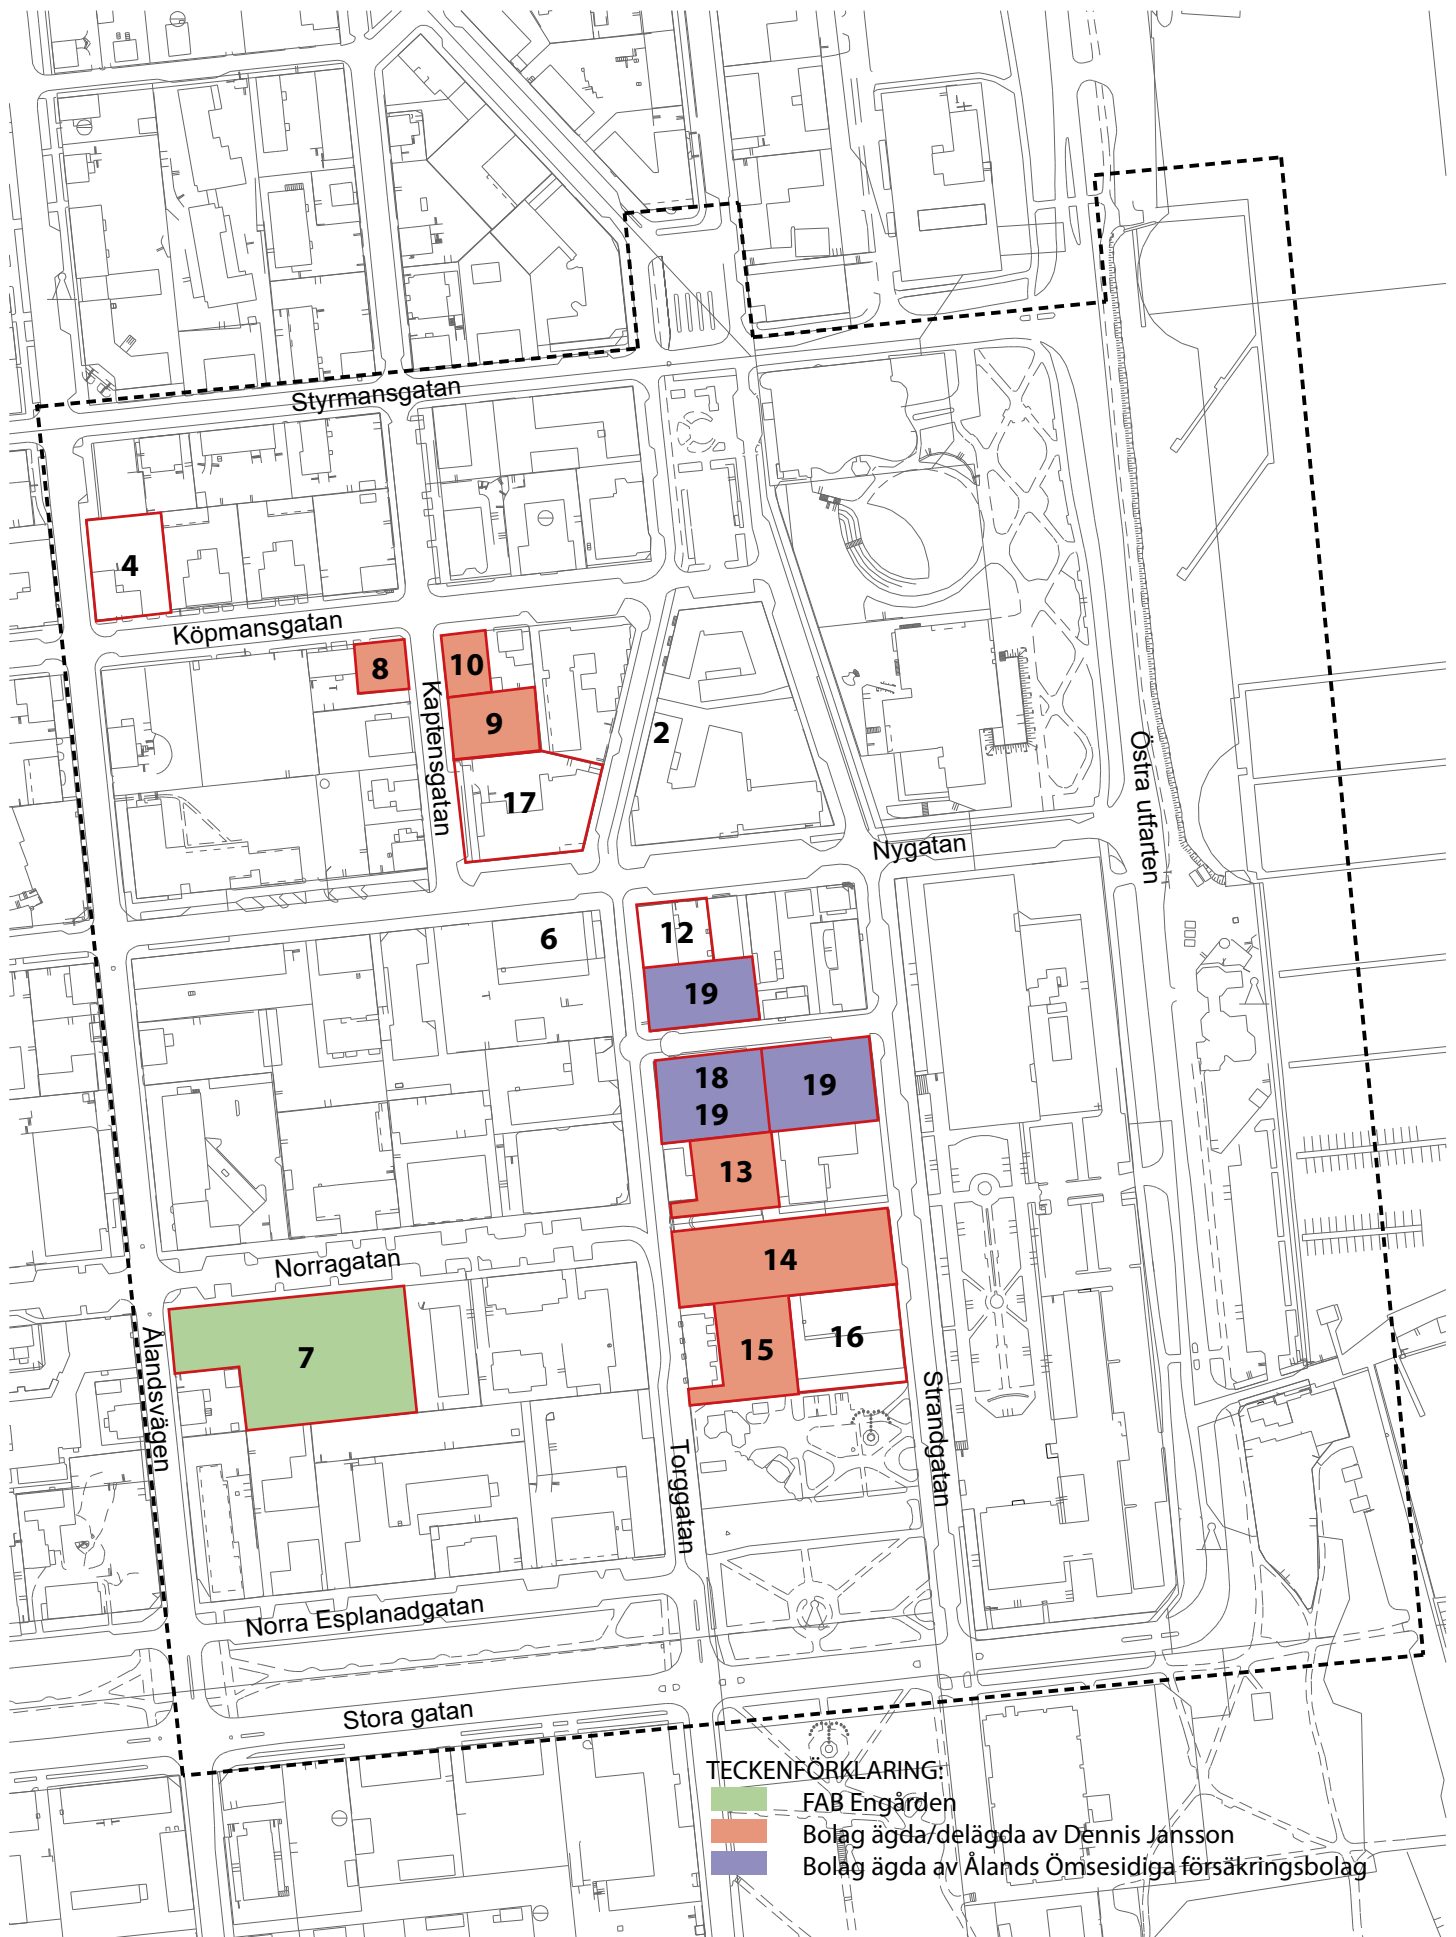 Styrmansgatan
4
Köpmansgatan
8
10
9
Kaptensgatan
2
17
Östra utfarten
Nygatan
6
12
19
18
19
19
13
14
Norragatan
7
15
16
Ålandsvägen
Strandgatan
Torggatan
Norra Esplanadgatan
Stora gatan
TECKENFÖRKLARING:
FAB Engården
Bolag ägda/delägda av Dennis Jansson
Bolag ägda av Ålands Ömsesidiga försäkringsbolag